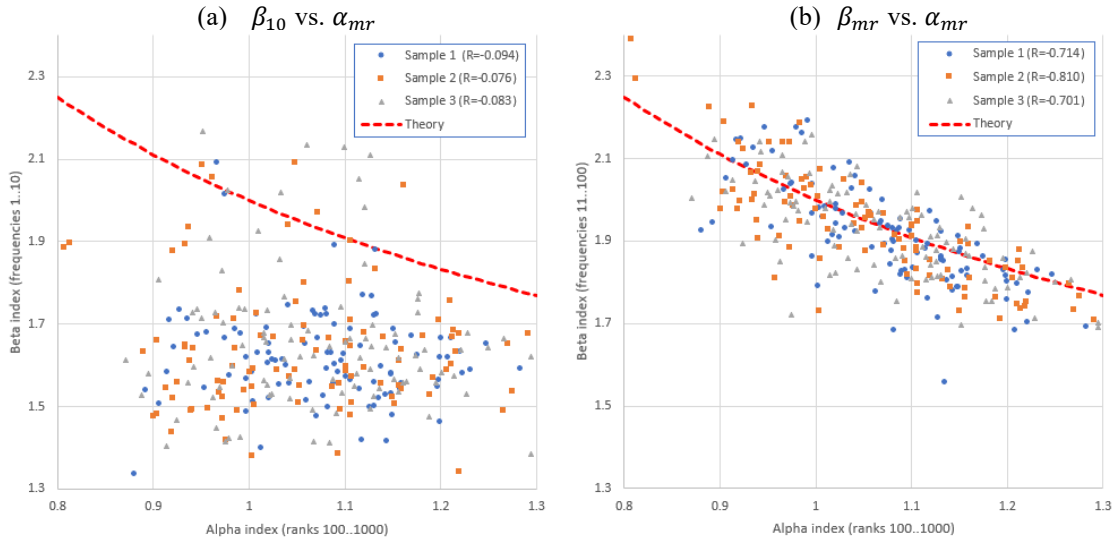 (a) β₁₀ vs. αₘᵣ
Beta index (frequencies 1..10)
2.3
2.1
1.9
1.7
1.5
1.3
Sample 1 (R=-0.094)
Sample 2 (R=-0.076)
Sample 3 (R=-0.083)
Theory
0.8 0.9 1 1.1 1.2 1.3
Alpha index (ranks 100..1000)
(b) βₘᵣ vs. αₘᵣ
Beta index (frequencies 11..100)
2.3
2.1
1.9
1.7
1.5
1.3
Sample 1 (R=-0.714)
Sample 2 (R=-0.810)
Sample 3 (R=-0.701)
Theory
0.8 0.9 1 1.1 1.2 1.3
Alpha index (ranks 100..1000)